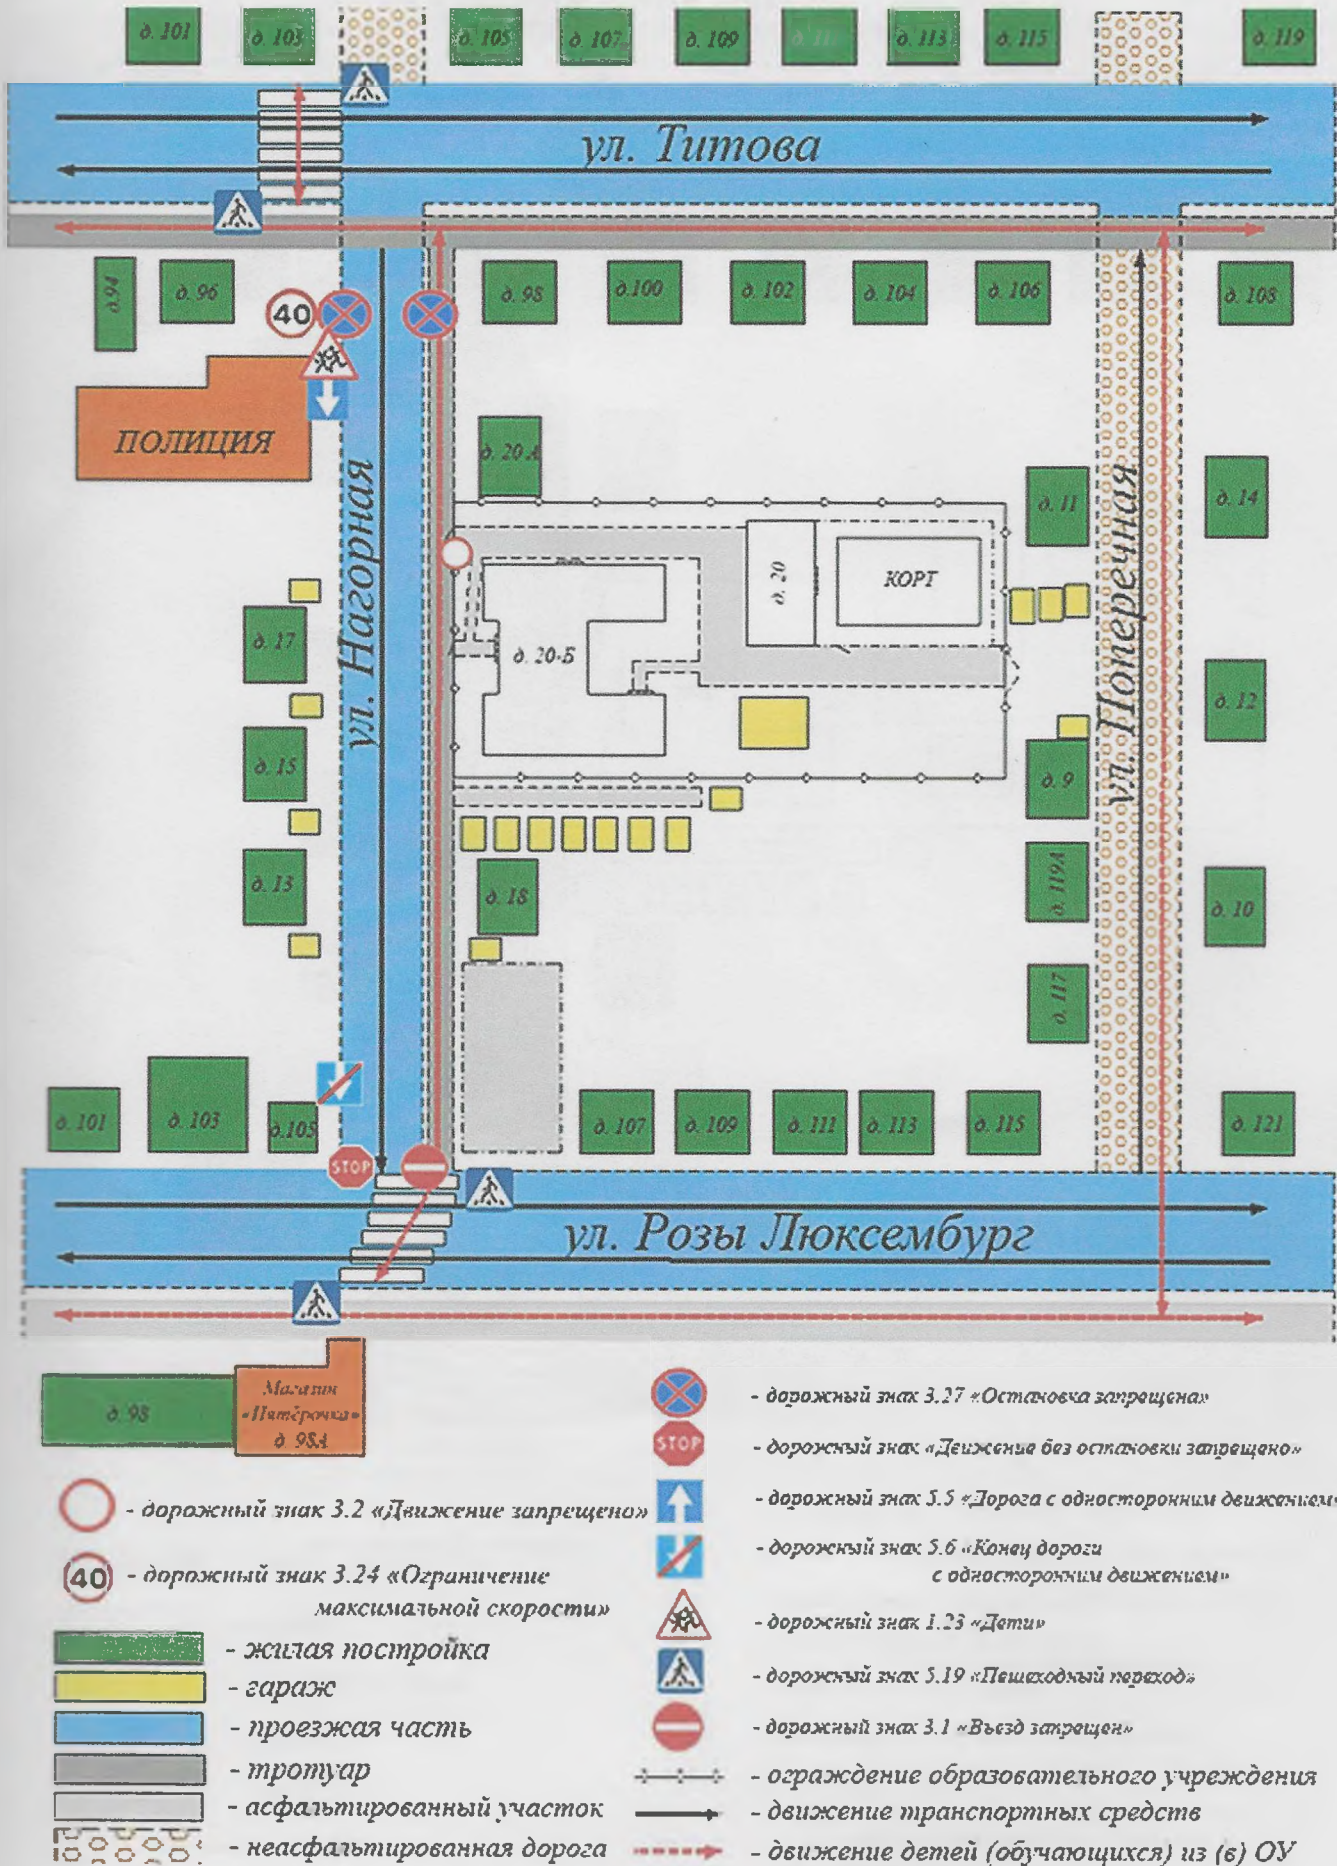 д. 101
д. 103
д. 105
д. 107
д. 109
д. 113
д. 115
д. 119
ул. Титова
д.94
д. 96
д. 98
д.100
д. 102
д. 104
д. 106
д. 108
40
ПОЛИЦИЯ
д. 20 А
ул. Нагорная
д. 20
КОРТ
д. 20-Б
д. 11
д. 14
ул. Поперечная
д. 17
д. 15
д. 13
д. 12
д. 9
д. 119А
д. 10
д. 18
д. 117
д. 101
д. 103
д.105
д. 107
д. 109
д. 111
д. 113
д. 115
д. 121
STOP
ул. Розы Люксембург
д. 98
Магазин
«Пятёрочка»
д. 98А
- дорожный знак 3.2 «Движение запрещено»
40 - дорожный знак 3.24 «Ограничение
максимальной скорости»
- жилая постройка
- гараж
- проезжая часть
- тротуар
- асфальтированный участок
- неасфальтированная дорога
- дорожный знак 3.27 «Остановка запрещена»
STOP - дорожный знак «Движение без остановки запрещено»
- дорожный знак 5.5 «Дорога с односторонним движением»
- дорожный знак 5.6 «Конец дороги
с односторонним движением»
- дорожный знак 1.23 «Дети»
- дорожный знак 5.19 «Пешеходный переход»
- дорожный знак 3.1 «Въезд запрещен»
- ограждение образовательного учреждения
- движение транспортных средств
- движение детей (обучающихся) из (в) ОУ